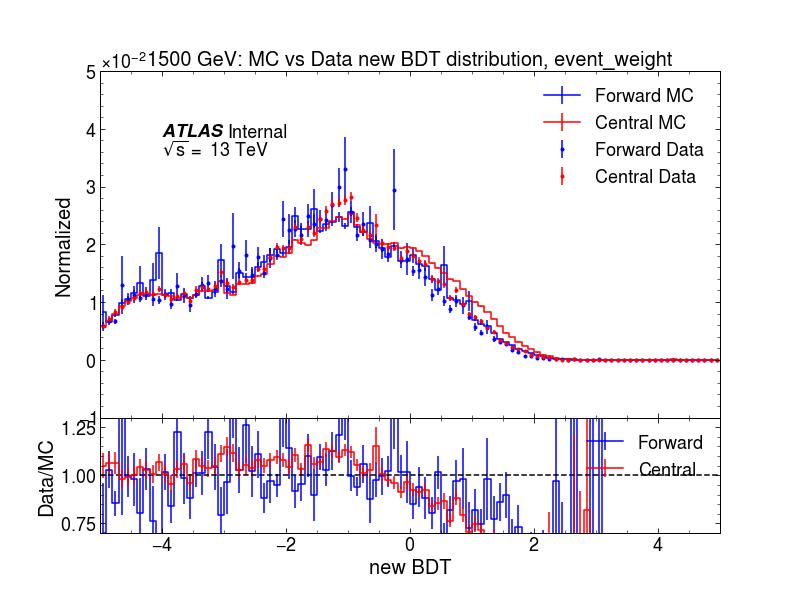 ×10⁻²1500 GeV: MC vs Data new BDT distribution, event_weight
5
4
3
2
1
0
−1
Normalized
ATLAS Internal
√s = 13 TeV
Forward MC
Central MC
Forward Data
Central Data
1.25
1.00
0.75
Data/MC
Forward
Central
−4
−2
0
2
4
new BDT